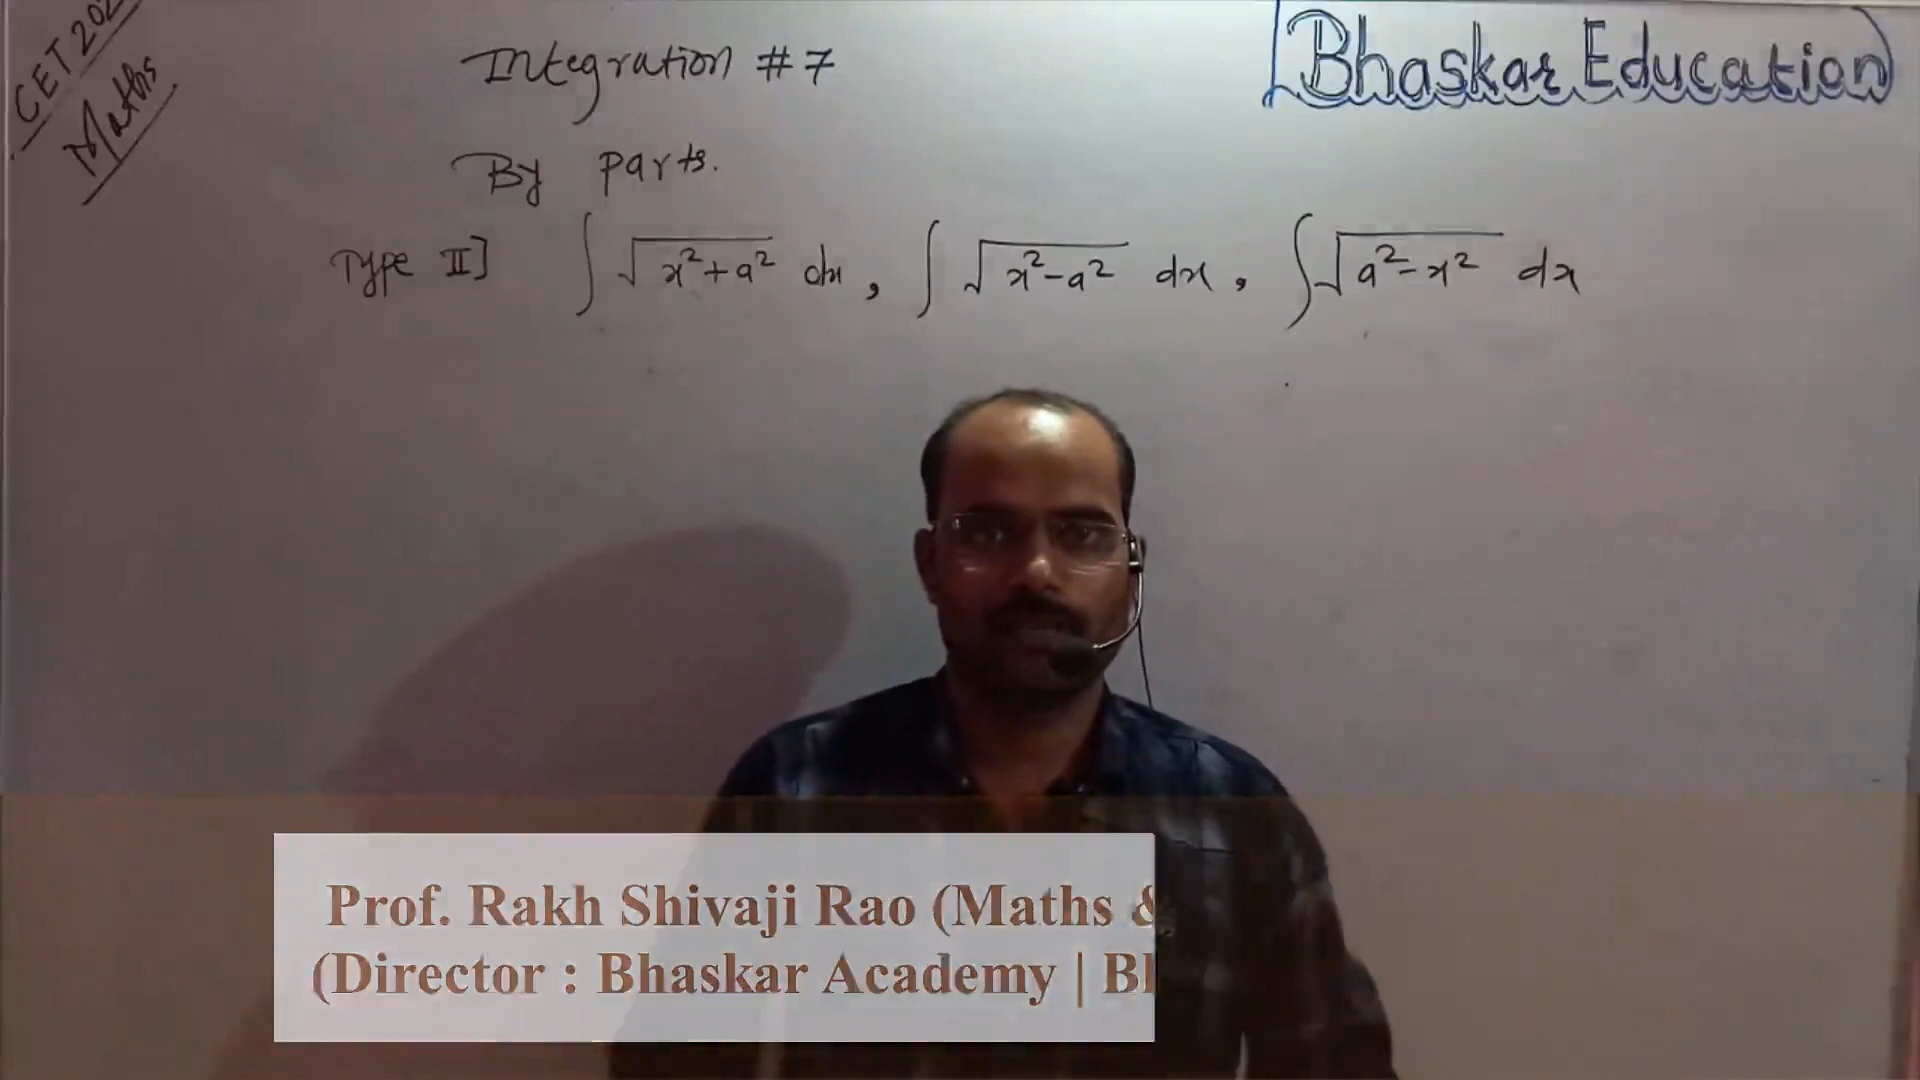 CET 202
Maths
Integration #7
Bhaskar Education
By parts.
Type II] ∫ √x²+a² dx , ∫ √x²-a² dx , ∫ √a²-x² dx
Prof. Rakh Shivaji Rao (Maths &
(Director : Bhaskar Academy |